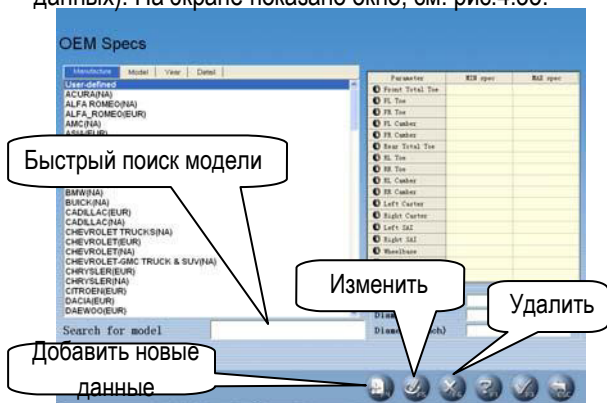 данных). На экране показано окно, см. рис.4.35.
OEM Specs
Manufacture Model Year Detail
User-defined
ACURA(NA)
ALFA ROMEO(NA)
ALFA_ROMEO(EUR)
AMC(NA)
ASIA(EUR)
Быстрый поиск модели
BMW(NA)
BUICK(NA)
CADILLAC(EUR)
CADILLAC(NA)
CHEVROLET TRUCKS(NA)
CHEVROLET(EUR)
CHEVROLET(NA)
CHEVROLET-GMC TRUCK & SUV(NA)
CHRYSLER(EUR)
CHRYSLER(NA)
CITROEN(EUR)
DACIA(EUR)
DAEWOO(EUR)
Search for model
Parameter MIN spec MAX spec
Front Total Toe
FL Toe
FR Toe
FL Camber
FR Camber
Rear Total Toe
RL Toe
RR Toe
RL Camber
RR Camber
Left Caster
Right Caster
Left SAI
Right SAI
Wheelbase
Изменить
Удалить
Добавить новые
данные